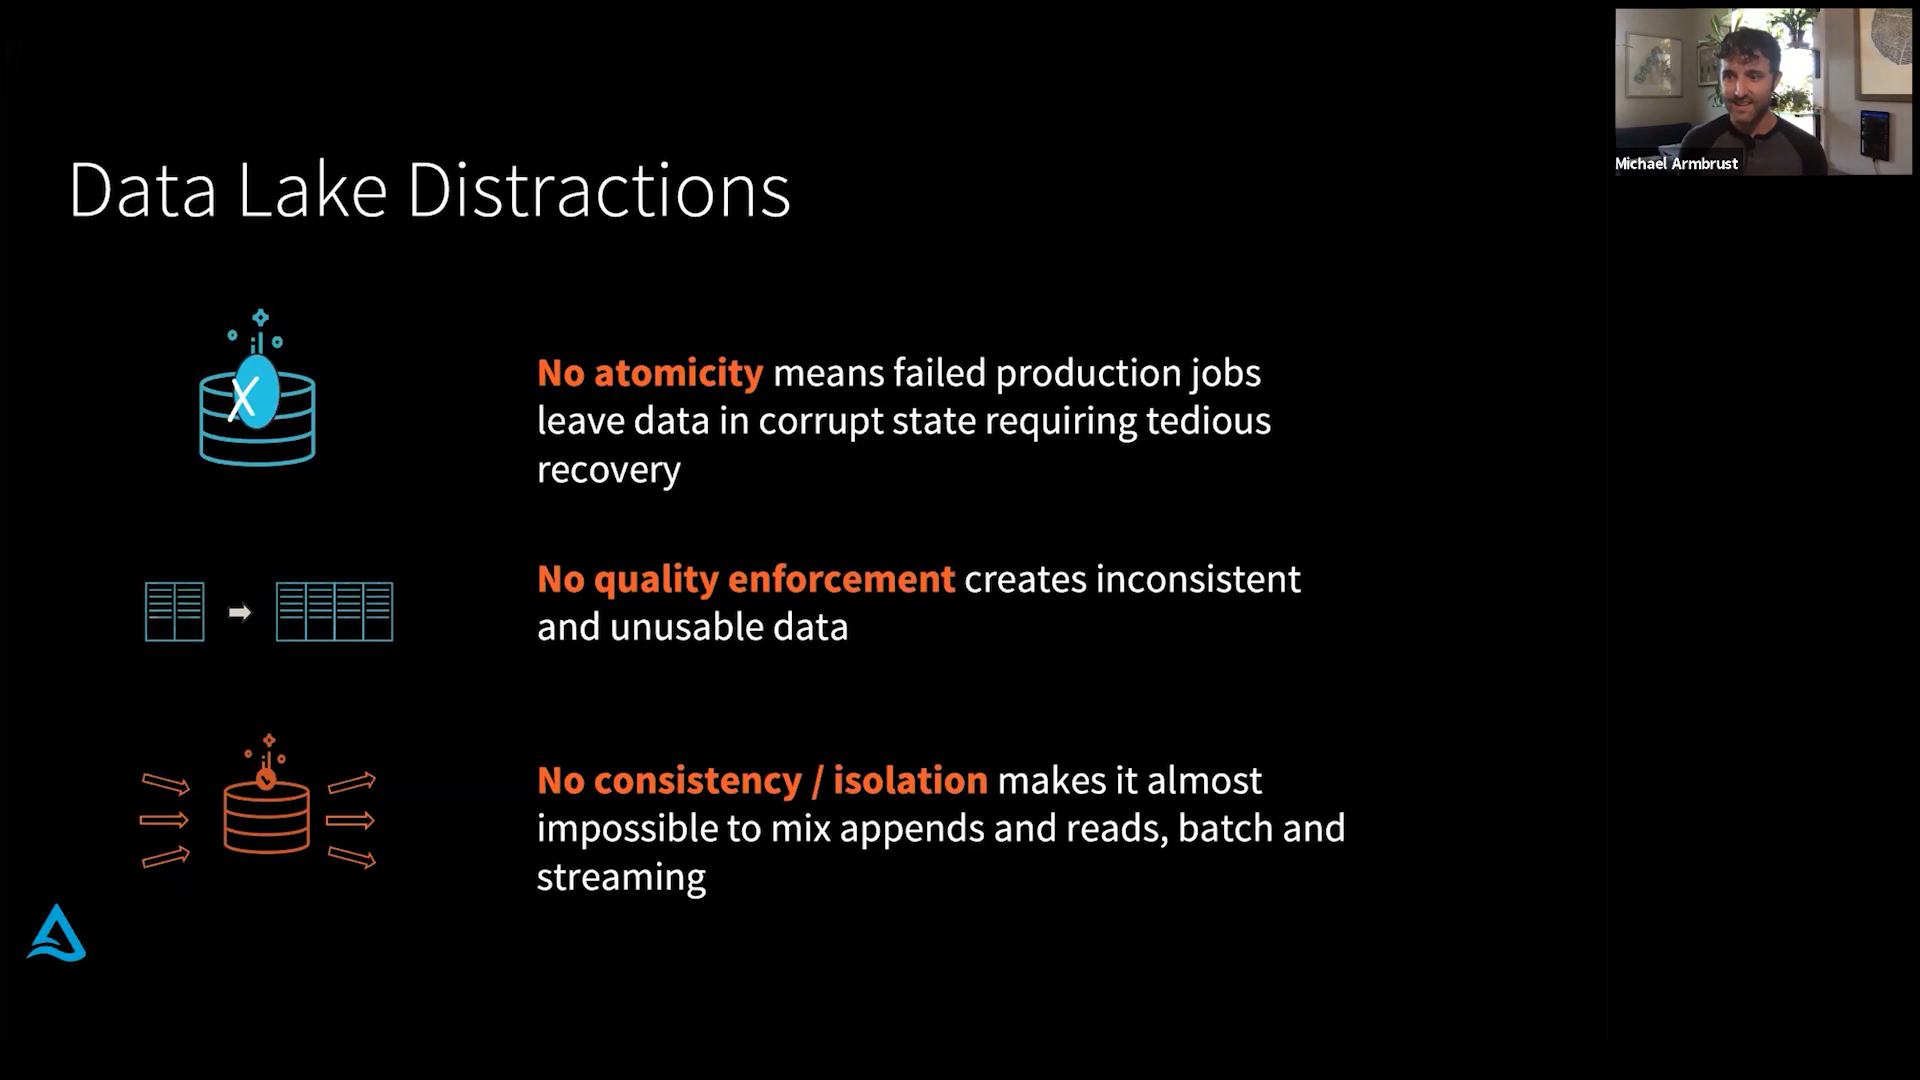 Michael Armbrust
Data Lake Distractions
No atomicity means failed production jobs
leave data in corrupt state requiring tedious
recovery
No quality enforcement creates inconsistent
and unusable data
No consistency / isolation makes it almost
impossible to mix appends and reads, batch and
streaming